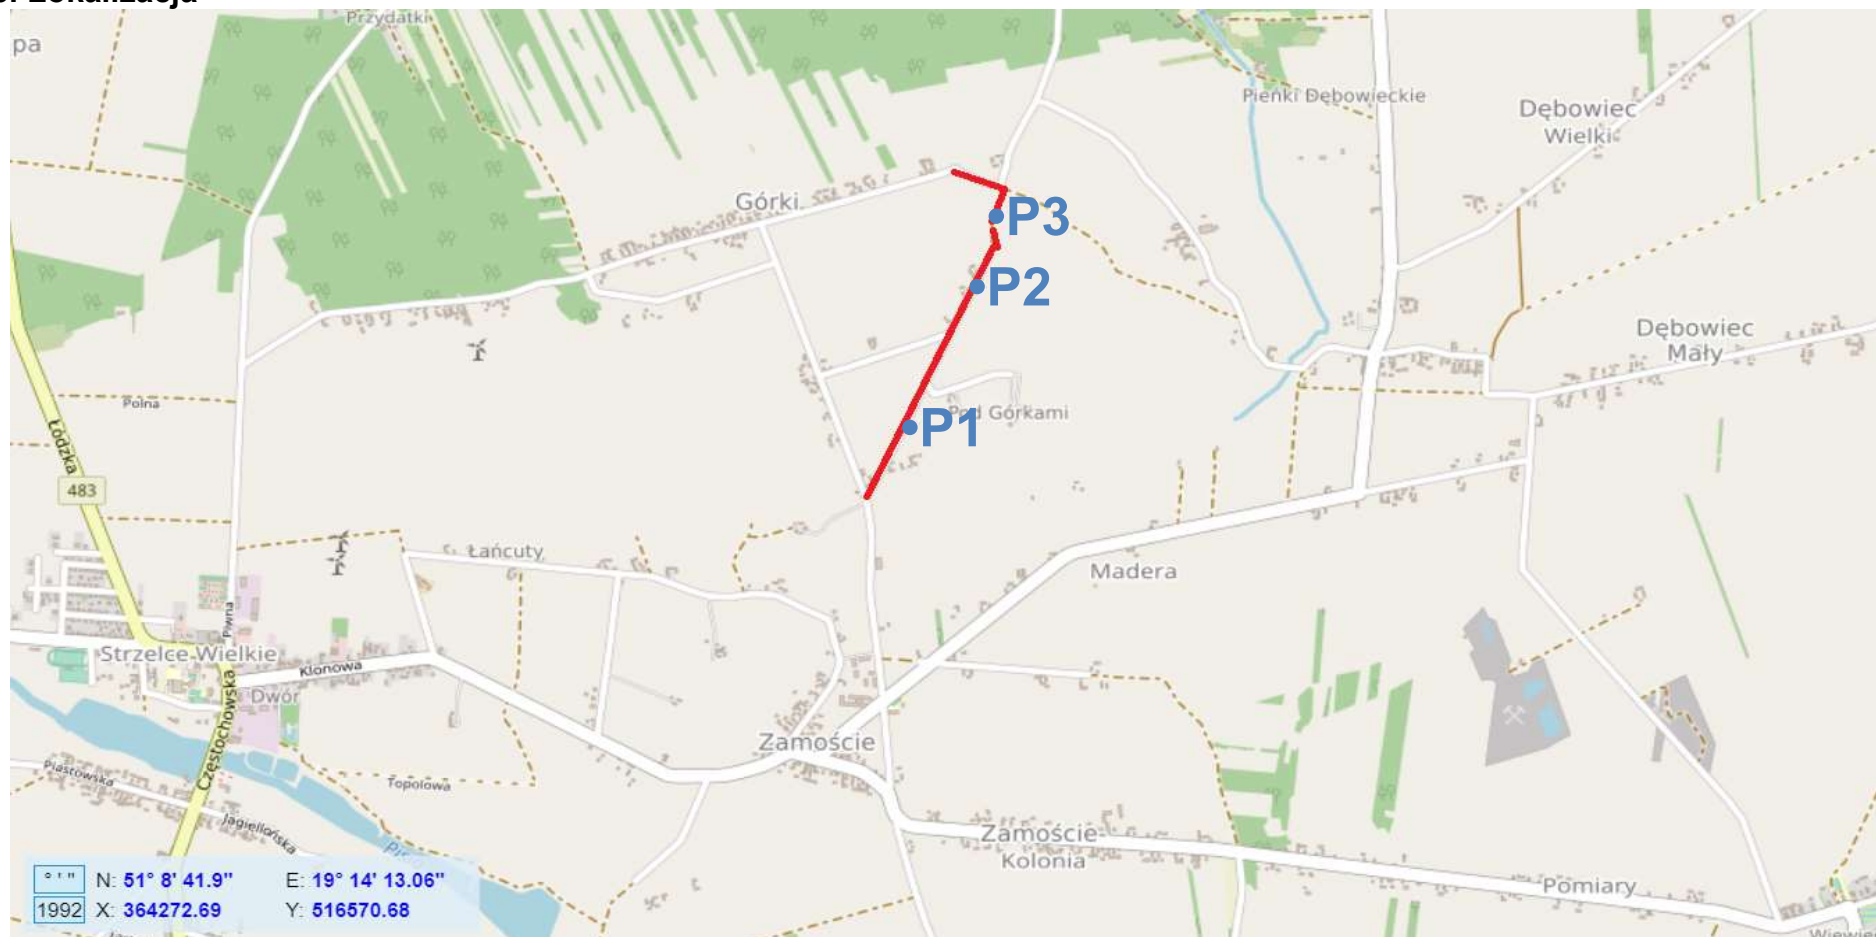 Przydatki
pa
Pieńki Dębowieckie
Dębowiec
Wielki
Górki
P3
P2
Dębowiec
Mały
Polna
Pod Górkami
P1
Łódzka
483
Łańcuty
Madera
Piwna
Strzelce Wielkie
Klonowa
Dwór
Częstochowska
Zamoście
Piastowska
Topolowa
Jagiellońska
Zamoście-
Kolonia
Pomiary
° ' " N: 51° 8' 41.9" E: 19° 14' 13.06"
1992 X: 364272.69 Y: 516570.68